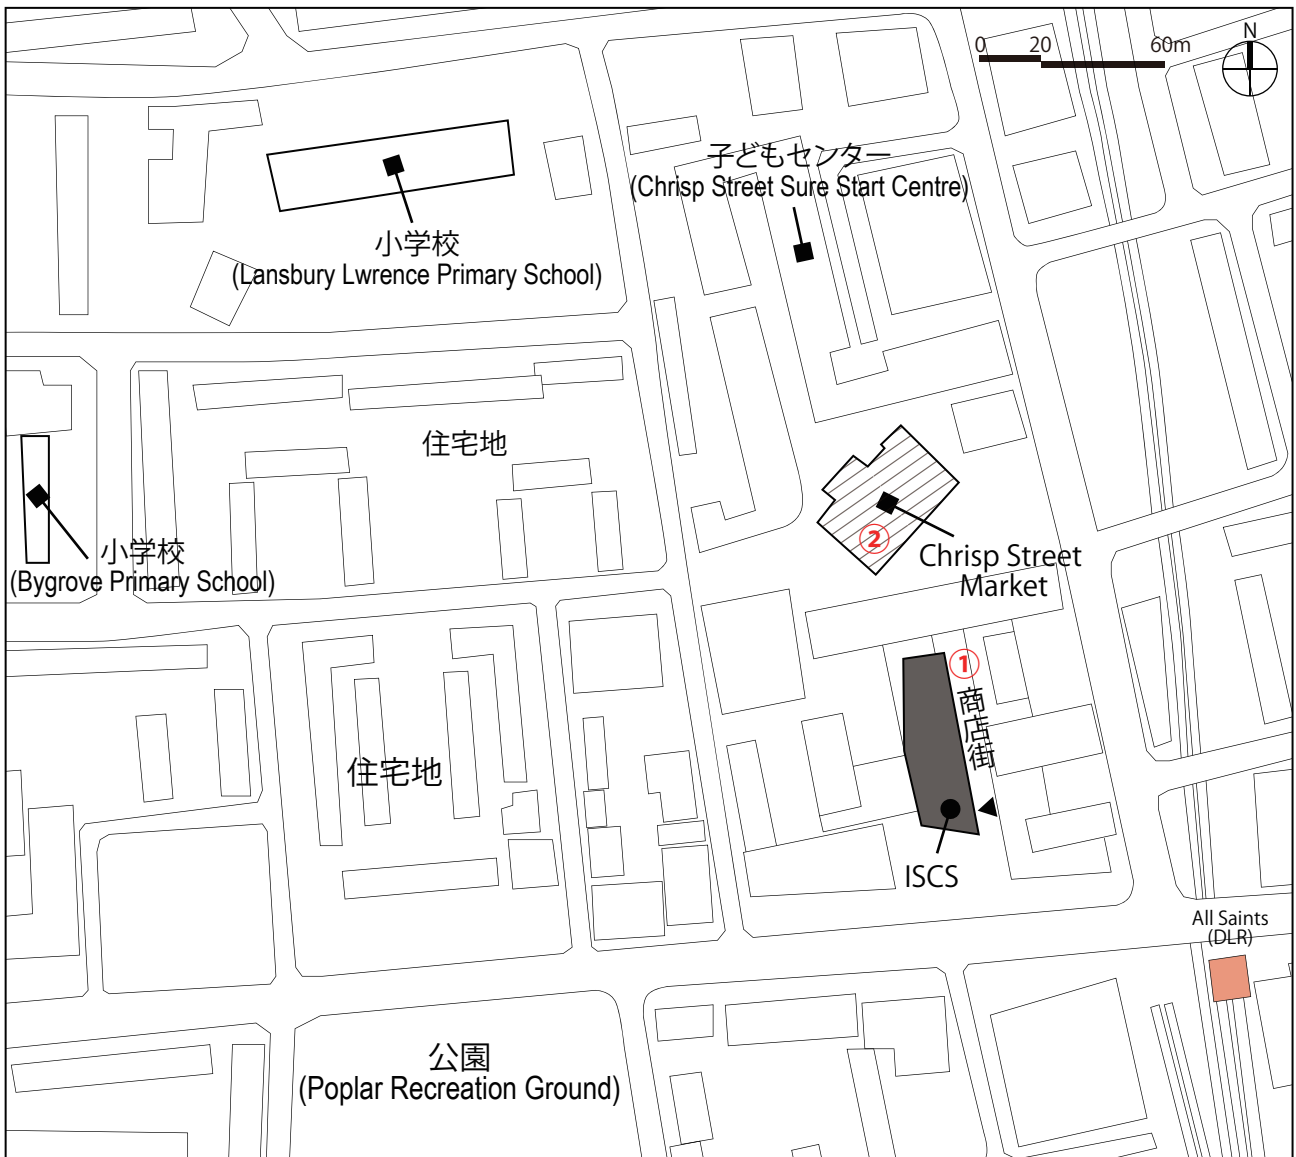 0 20 60m
N
子どもセンター
(Chrisp Street Sure Start Centre)
小学校
(Lansbury Lwrence Primary School)
住宅地
小学校
(Bygrove Primary School)
②
Chrisp Street
Market
①
商店街
住宅地
ISCS
All Saints
(DLR)
公園
(Poplar Recreation Ground)